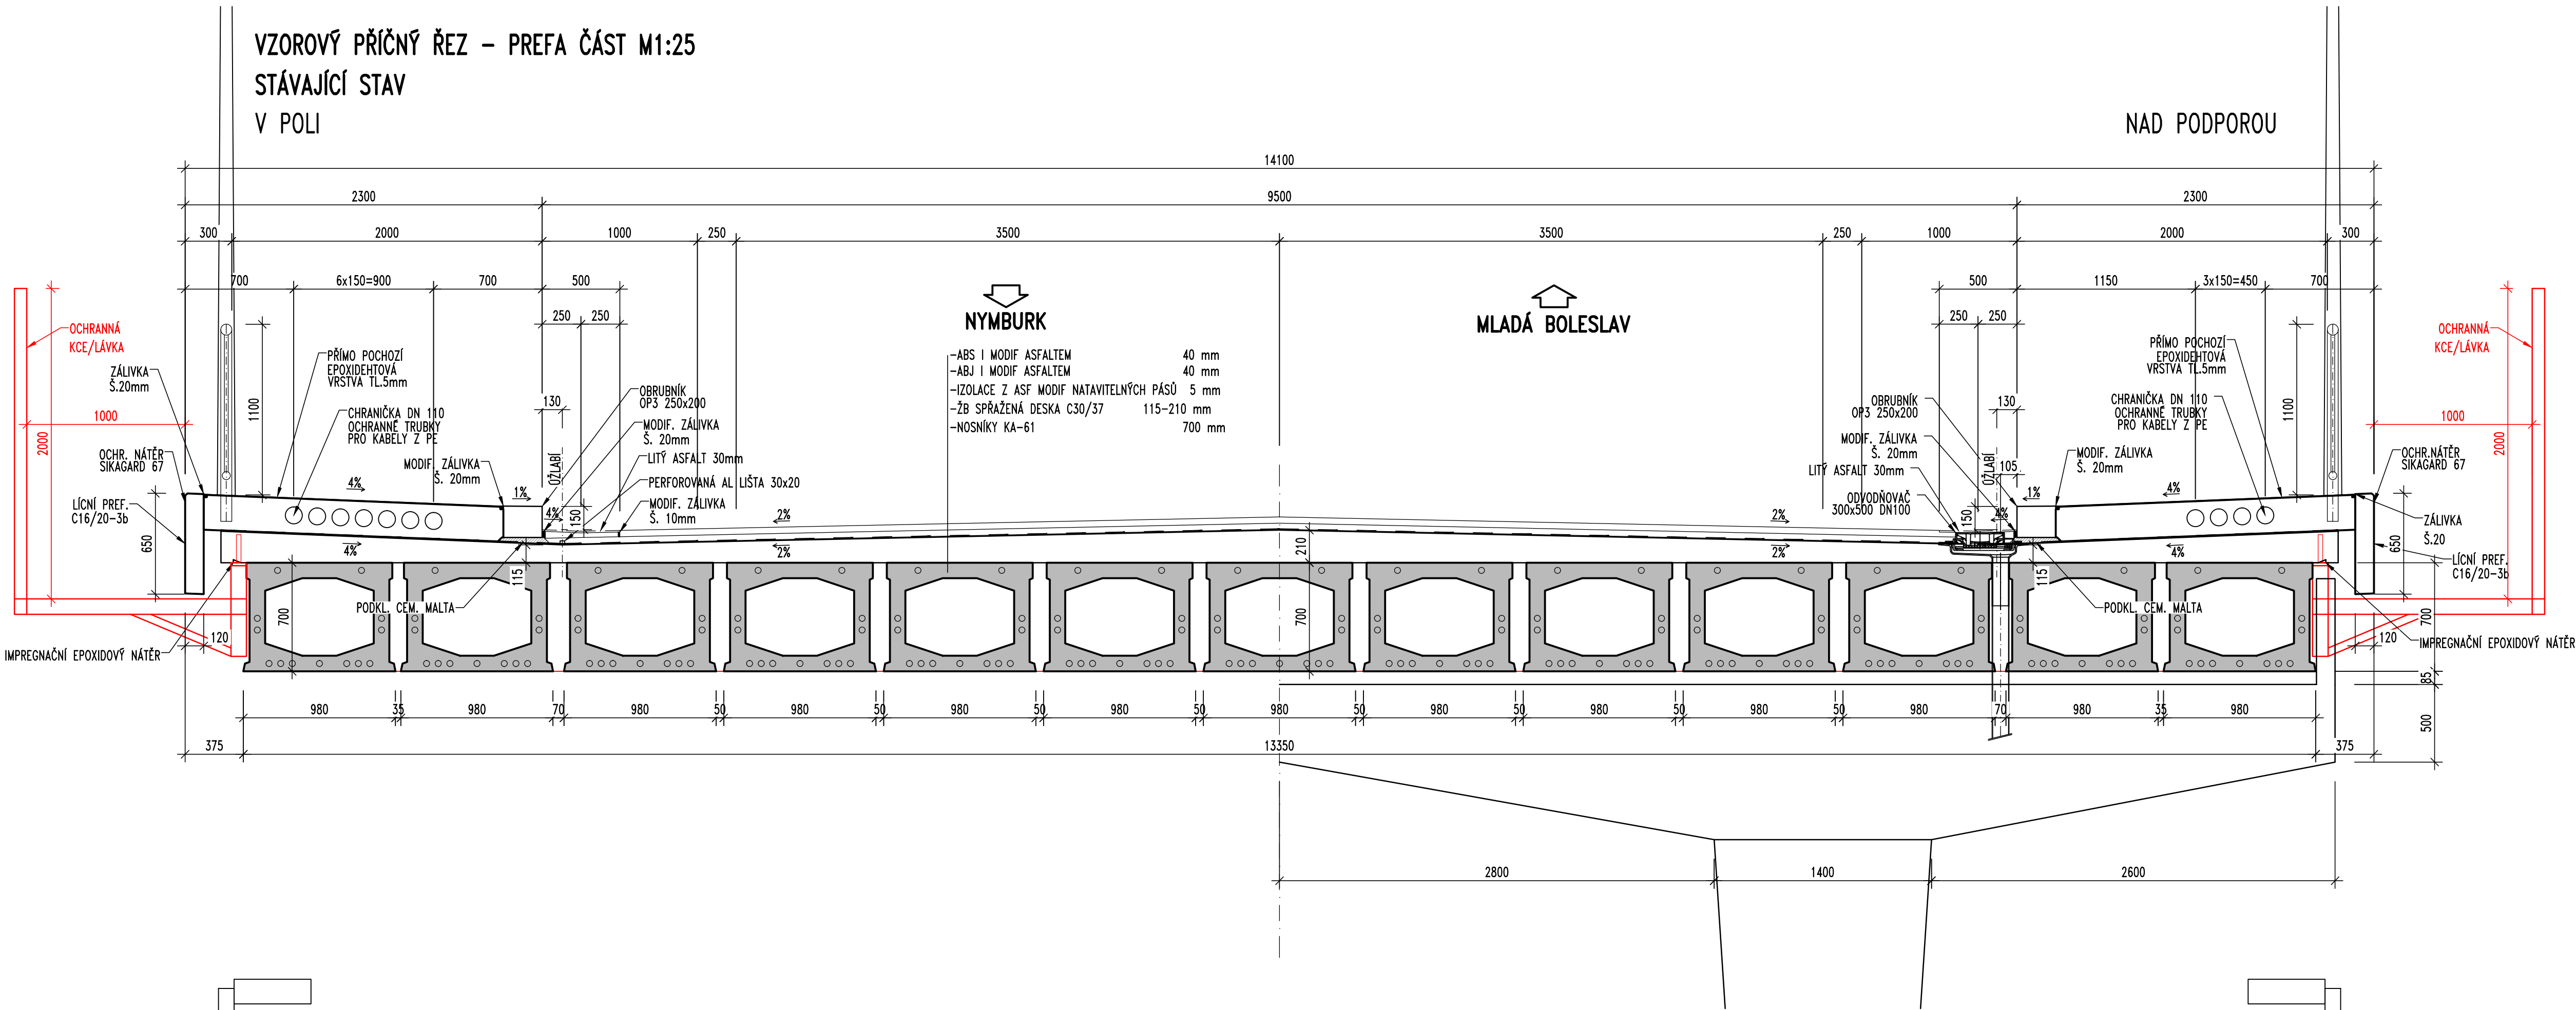 VZOROVÝ PŘÍČNÝ ŘEZ – PREFA ČÁST M1:25
STÁVAJÍCÍ STAV
V POLI
NAD PODPOROU
14100
2300
9500
2300
300
2000
1000
250
3500
3500
250
1000
2000
300
700
6x150=900
700
500
500
1150
3x150=450
700
250
250
250
250
NYMBURK
MLADÁ BOLESLAV
-ABS I MODIF ASFALTEM 40 mm
-ABJ I MODIF ASFALTEM 40 mm
-IZOLACE Z ASF MODIF NATAVITELNÝCH PÁSŮ 5 mm
-ŽB SPŘAŽENÁ DESKA C30/37 115-210 mm
-NOSNÍKY KA-61 700 mm
OCHRANNÁ
KCE/LÁVKA
1000
2000
ZÁLIVKA
Š.20mm
1100
PŘÍMO POCHOZÍ
EPOXIDEHTOVÁ
VRSTVA TL.5mm
CHRANIČKA DN 110
OCHRANNÉ TRUBKY
PRO KABELY Z PE
OCHR. NÁTĚR
SIKAGARD 67
LÍCNÍ PREF.
C16/20-3b
650
MODIF. ZÁLIVKA
Š. 20mm
130
OŽLABÍ
OBRUBNÍK
OP3 250x200
MODIF. ZÁLIVKA
Š. 20mm
LITÝ ASFALT 30mm
PERFOROVANÁ AL LIŠTA 30x20
MODIF. ZÁLIVKA
Š. 10mm
4%
1%
4%
150
2%
4%
2%
115
PODKL. CEM. MALTA
700
120
IMPREGNAČNÍ EPOXIDOVÝ NÁTĚR
210
700
2%
2%
OBRUBNÍK
OP3 250x200
MODIF. ZÁLIVKA
Š. 20mm
LITÝ ASFALT 30mm
ODVODŇOVAČ
300x500 DN100
130
OŽLABÍ
105
150
4%
1%
4%
4%
115
MODIF. ZÁLIVKA
Š. 20mm
PŘÍMO POCHOZÍ
EPOXIDEHTOVÁ
VRSTVA TL.5mm
CHRANIČKA DN 110
OCHRANNÉ TRUBKY
PRO KABELY Z PE
1100
OCHRANNÁ
KCE/LÁVKA
1000
2000
OCHR.NÁTĚR
SIKAGARD 67
ZÁLIVKA
Š.20
650
LÍCNÍ PREF.
C16/20-3b
PODKL. CEM. MALTA
700
120
IMPREGNAČNÍ EPOXIDOVÝ NÁTĚR
85
500
980
35
980
70
980
50
980
50
980
50
980
50
980
50
980
50
980
50
980
50
980
70
980
35
980
375
13350
375
2800
1400
2600